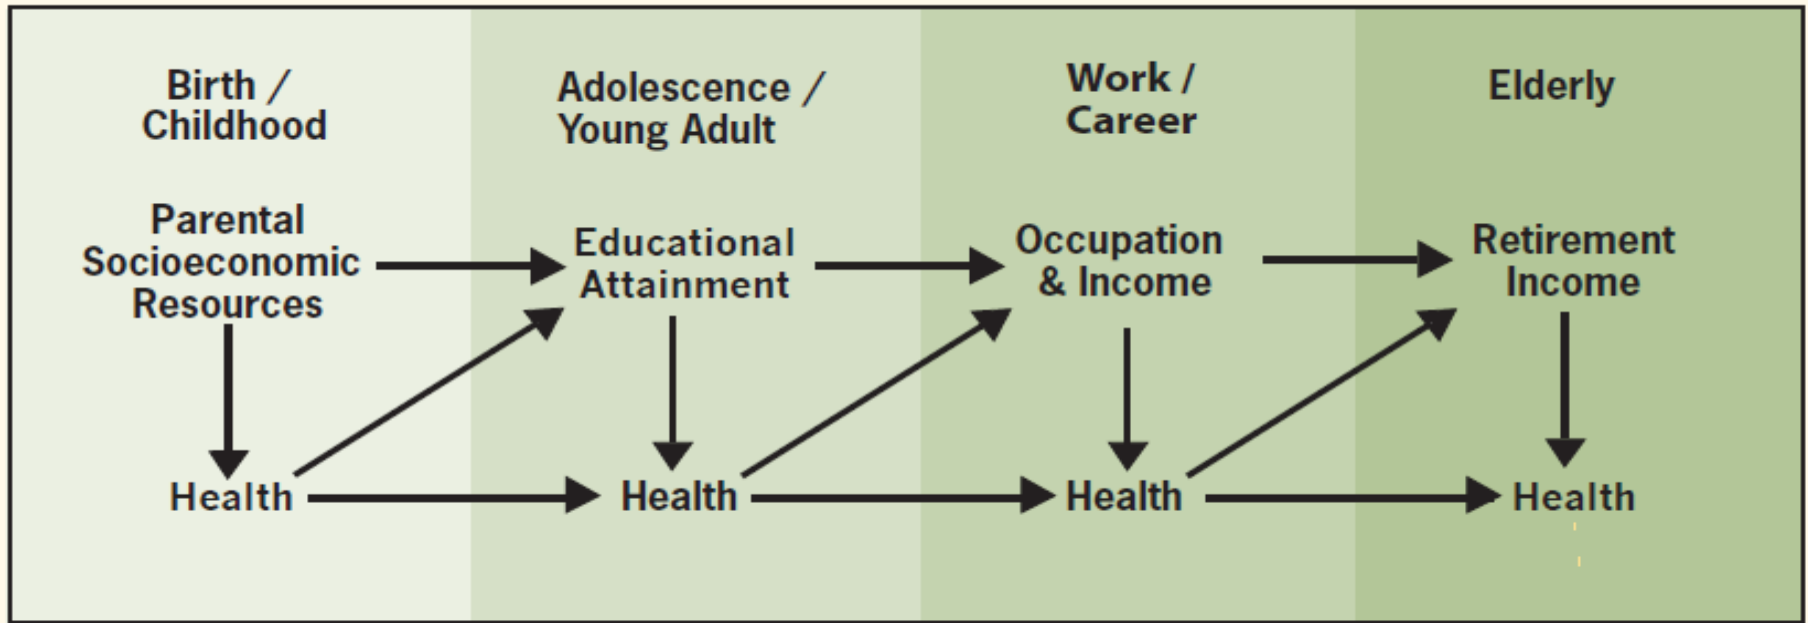 Birth /
Childhood
Adolescence /
Young Adult
Work /
Career
Elderly
Parental
Socioeconomic
Resources
Educational
Attainment
Occupation
& Income
Retirement
Income
Health
Health
Health
Health